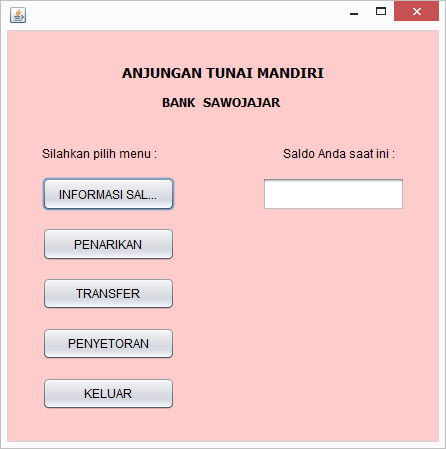 ANJUNGAN TUNAI MANDIRI
BANK SAWOJAJAR
Silahkan pilih menu :
Saldo Anda saat ini :
INFORMASI SAL...
PENARIKAN
TRANSFER
PENYETORAN
KELUAR